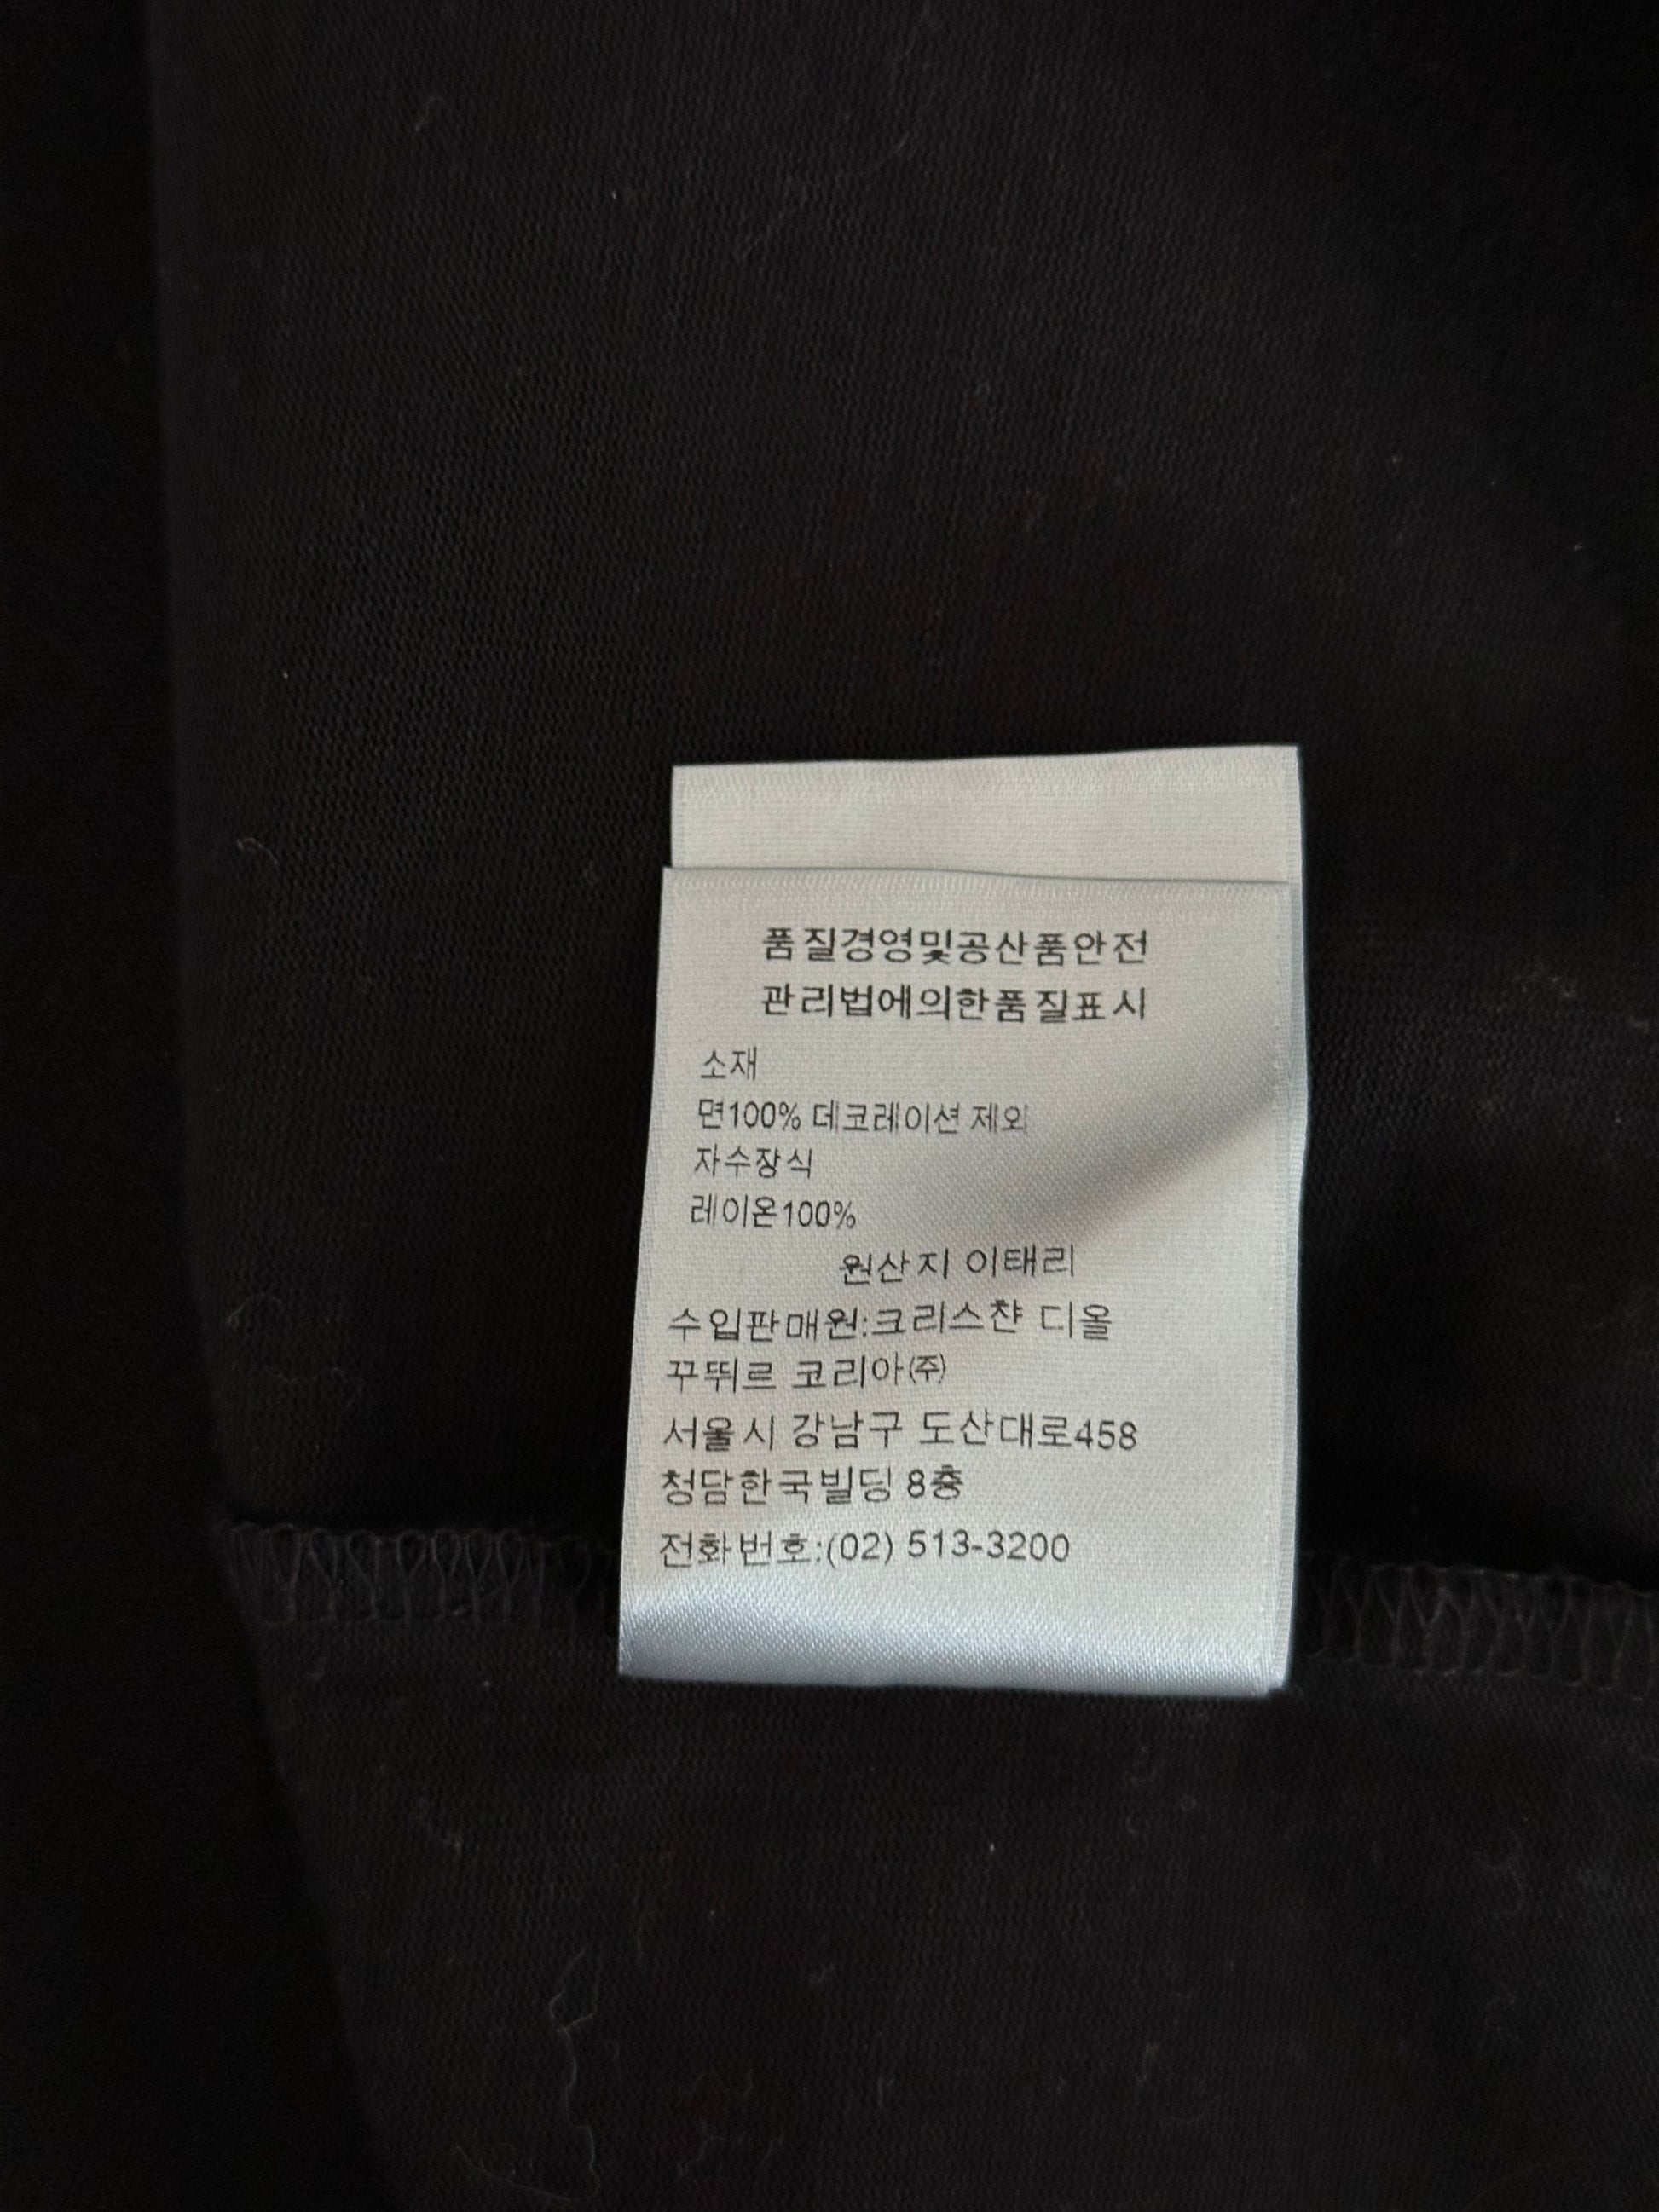 품질경영및공산품안전
관리법에의한품질표시
소재
면100% 데코레이션 제외
자수장식
레이온100%
원산지 이태리
수입판매원:크리스챤 디올
꾸뛰르 코리아㈜
서울시 강남구 도산대로458
청담한국빌딩 8층
전화번호:(02) 513-3200